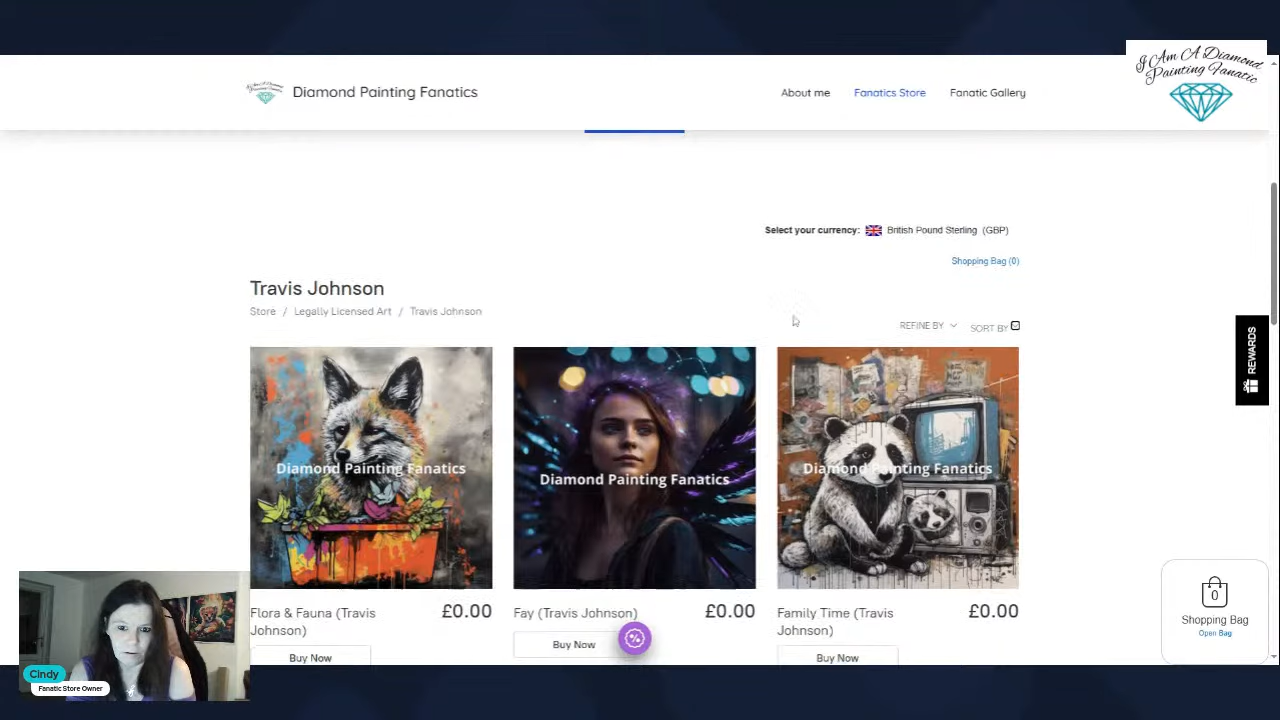 I Am A Diamond
Painting Fanatic
Diamond Painting Fanatics
About me
Fanatics Store
Fanatic Gallery
Select your currency:
British Pound Sterling (GBP)
Shopping Bag (0)
Travis Johnson
Store / Legally Licensed Art / Travis Johnson
REFINE BY
SORT BY
REWARDS
Diamond Painting Fanatics
Diamond Painting Fanatics
Diamond Painting Fanatics
Flora & Fauna (Travis
Johnson)
£0.00
Buy Now
Fay (Travis Johnson)
£0.00
Buy Now
Family Time (Travis
Johnson)
£0.00
Buy Now
0
Shopping Bag
Open Bag
Cindy
Fanatic Store Owner